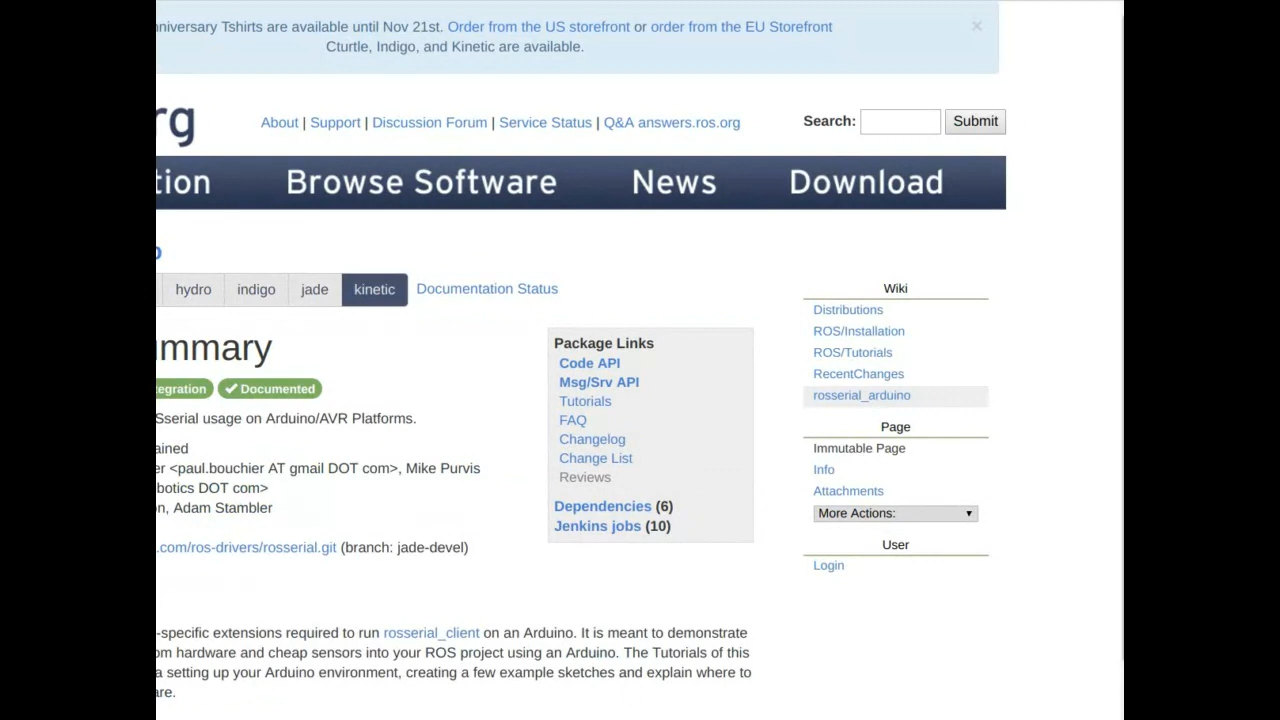 nniversary Tshirts are available until Nov 21st. Order from the US storefront or order from the EU Storefront
Cturtle, Indigo, and Kinetic are available.
×
rg
About | Support | Discussion Forum | Service Status | Q&A answers.ros.org
Search:
Submit
tion
Browse Software
News
Download
hydro
indigo
jade
kinetic
Documentation Status
mmary
egration
Documented
Sserial usage on Arduino/AVR Platforms.
ained
er <paul.bouchier AT gmail DOT com>, Mike Purvis
botics DOT com>
n, Adam Stambler
.com/ros-drivers/rosserial.git (branch: jade-devel)
Package Links
Code API
Msg/Srv API
Tutorials
FAQ
Changelog
Change List
Reviews
Dependencies (6)
Jenkins jobs (10)
-specific extensions required to run rosserial_client on an Arduino. It is meant to demonstrate
om hardware and cheap sensors into your ROS project using an Arduino. The Tutorials of this
a setting up your Arduino environment, creating a few example sketches and explain where to
are.
Wiki
Distributions
ROS/Installation
ROS/Tutorials
RecentChanges
rosserial_arduino
Page
Immutable Page
Info
Attachments
More Actions:
User
Login